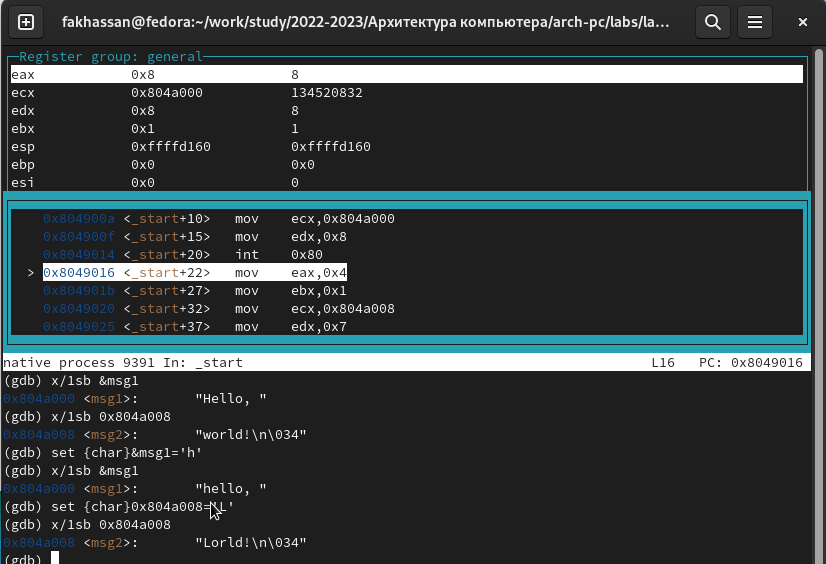 fakhassan@fedora:~/work/study/2022-2023/Архитектура компьютера/arch-pc/labs/la...
Register group: general
eax 0x8 8
ecx 0x804a000 134520832
edx 0x8 8
ebx 0x1 1
esp 0xffffd160 0xffffd160
ebp 0x0 0x0
esi 0x0 0
0x804900a <_start+10> mov ecx,0x804a000
0x804900f <_start+15> mov edx,0x8
0x8049014 <_start+20> int 0x80
> 0x8049016 <_start+22> mov eax,0x4
0x804901b <_start+27> mov ebx,0x1
0x8049020 <_start+32> mov ecx,0x804a008
0x8049025 <_start+37> mov edx,0x7
native process 9391 In: _start L16 PC: 0x8049016
(gdb) x/1sb &msg1
0x804a000 <msg1>: "Hello, "
(gdb) x/1sb 0x804a008
0x804a008 <msg2>: "world!\n\034"
(gdb) set {char}&msg1='h'
(gdb) x/1sb &msg1
0x804a000 <msg1>: "hello, "
(gdb) set {char}0x804a008='L'
(gdb) x/1sb 0x804a008
0x804a008 <msg2>: "Lorld!\n\034"
(gdb)